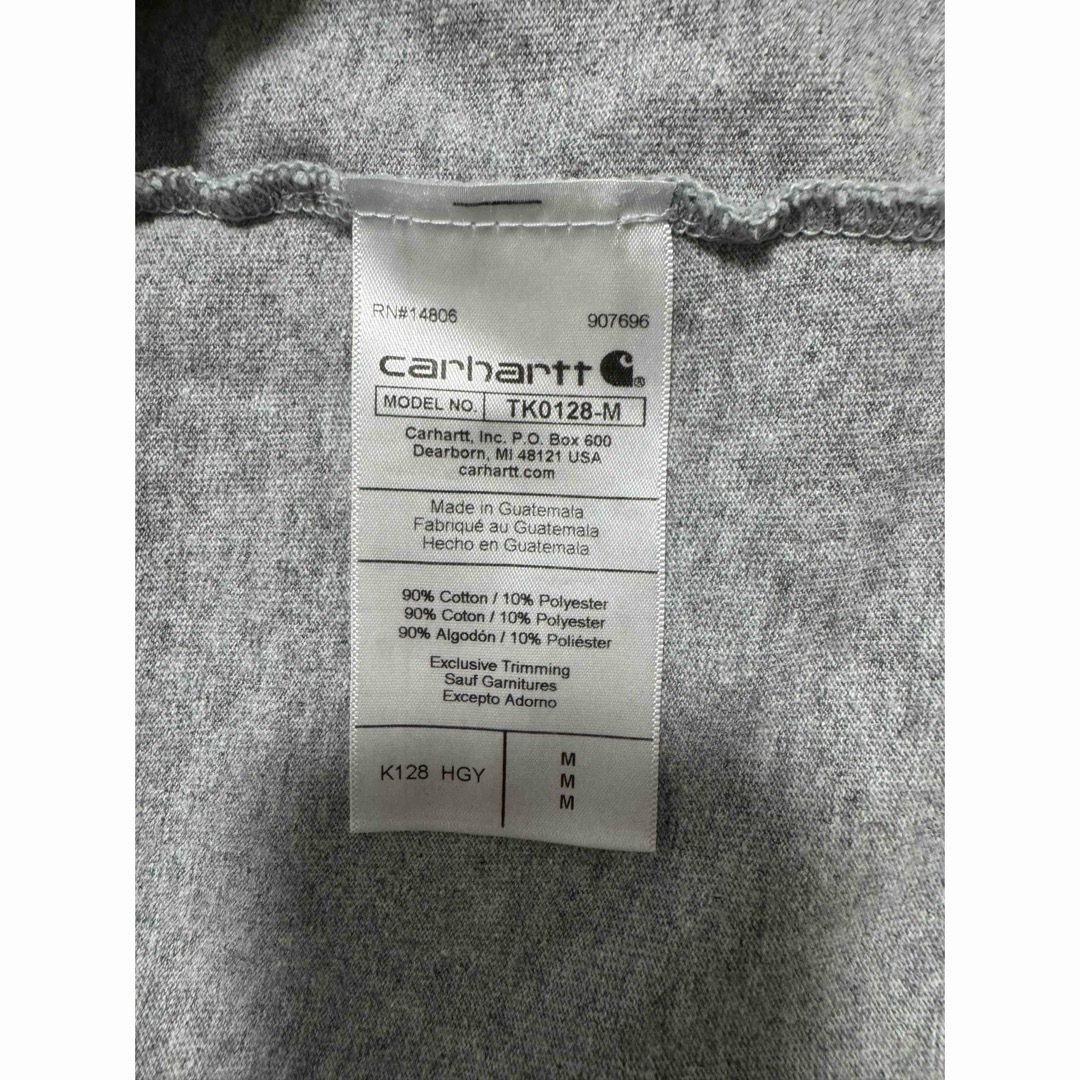 RN#14806 907696
carhartt ®
MODEL NO. TK0128-M
Carhartt, Inc. P.O. Box 600
Dearborn, MI 48121 USA
carhartt.com
Made in Guatemala
Fabriqué au Guatemala
Hecho en Guatemala
90% Cotton / 10% Polyester
90% Coton / 10% Polyester
90% Algodón / 10% Poliéster
Exclusive Trimming
Sauf Garnitures
Excepto Adorno
K128 HGY
M
M
M